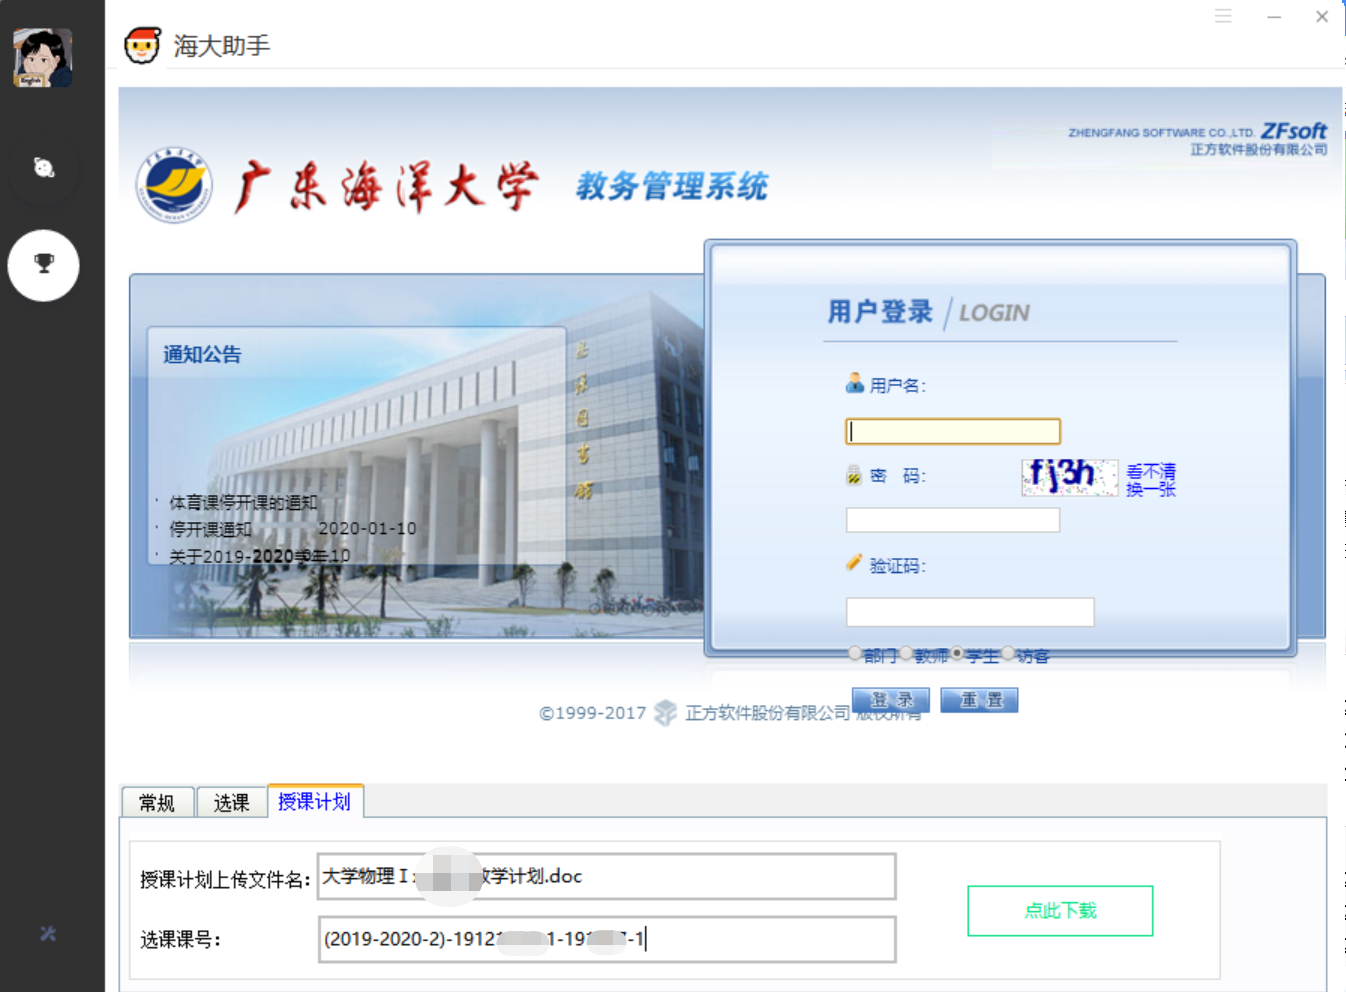 海大助手
English
ZHENGFANG SOFTWARE CO.,LTD. ZFsoft
正方软件股份有限公司
广东海洋大学 教务管理系统
用户登录 / LOGIN
通知公告
用户名:
密 码:
fj3h
看不清
换一张
体育课停开课的通知
停开课通知 2020-01-10
关于2019-2020学年
验证码:
部门 教师 学生 访客
登 录 重 置
©1999-2017 正方软件股份有限公司 版权所有
常规 选课 授课计划
授课计划上传文件名: 大学物理 I 学计划.doc
点此下载
选课课号: (2019-2020-2)-1912 1-19 -1